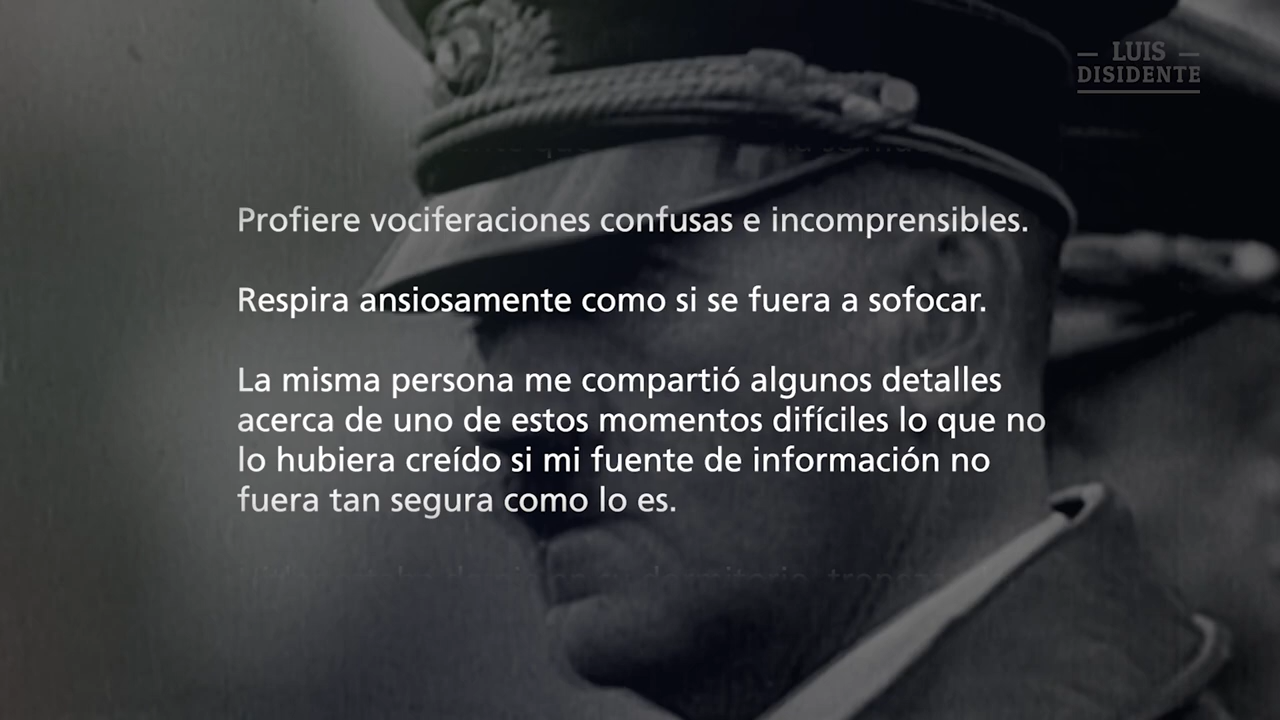 LUIS
DISIDENTE
Profiere vociferaciones confusas e incomprensibles.
Respira ansiosamente como si se fuera a sofocar.
La misma persona me compartió algunos detalles
acerca de uno de estos momentos difíciles lo que no
lo hubiera creído si mi fuente de información no
fuera tan segura como lo es.
dormitorio,